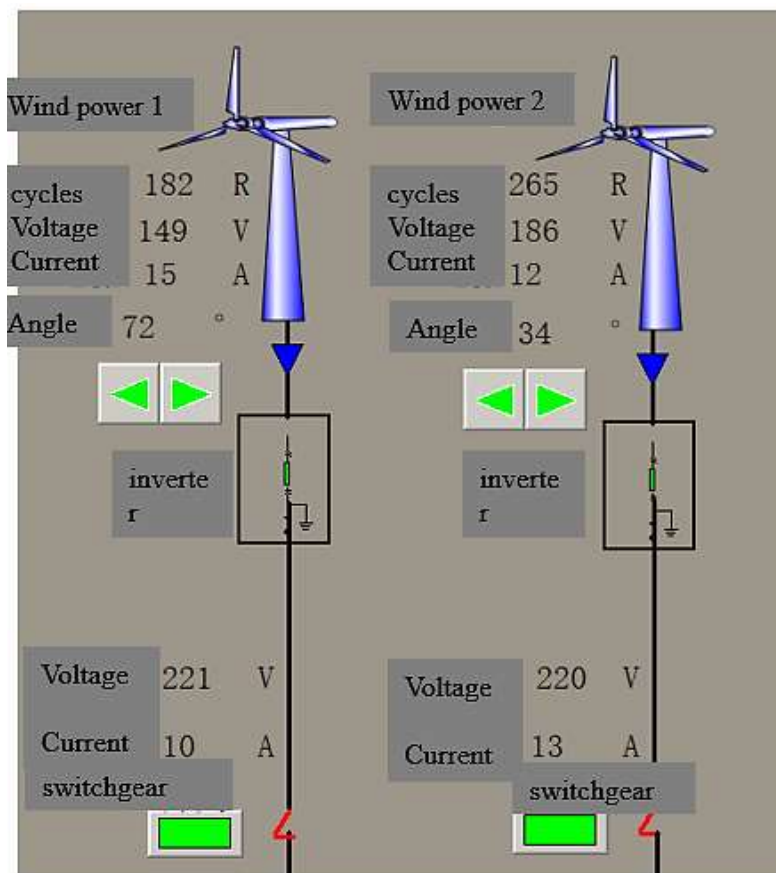 Wind power 1
cycles 182 R
Voltage 149 V
Current 15 A
Angle 72 °
inverte
r
Voltage 221 V
Current 10 A
switchgear
Wind power 2
cycles 265 R
Voltage 186 V
Current 12 A
Angle 34 °
inverte
r
Voltage 220 V
Current 13 A
switchgear